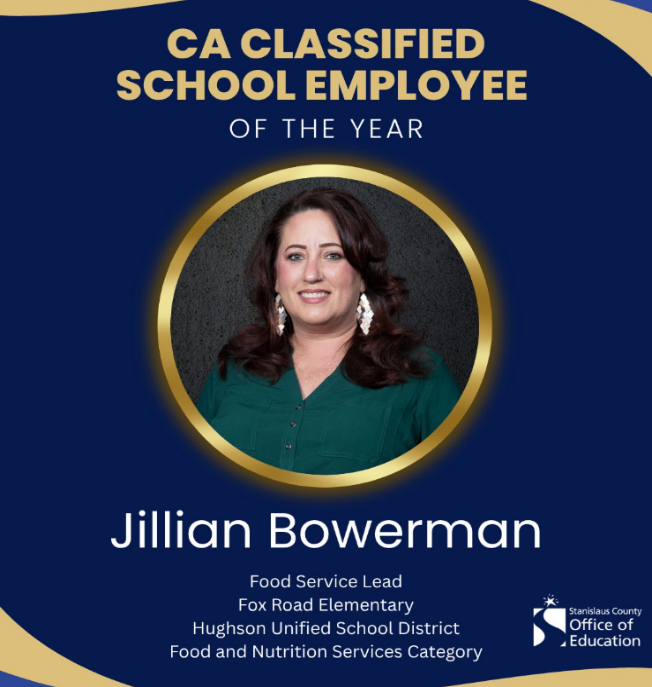 CA CLASSIFIED
SCHOOL EMPLOYEE
OF THE YEAR
Jillian Bowerman
Food Service Lead
Fox Road Elementary
Hughson Unified School District
Food and Nutrition Services Category
Stanislaus County
Office of
Education